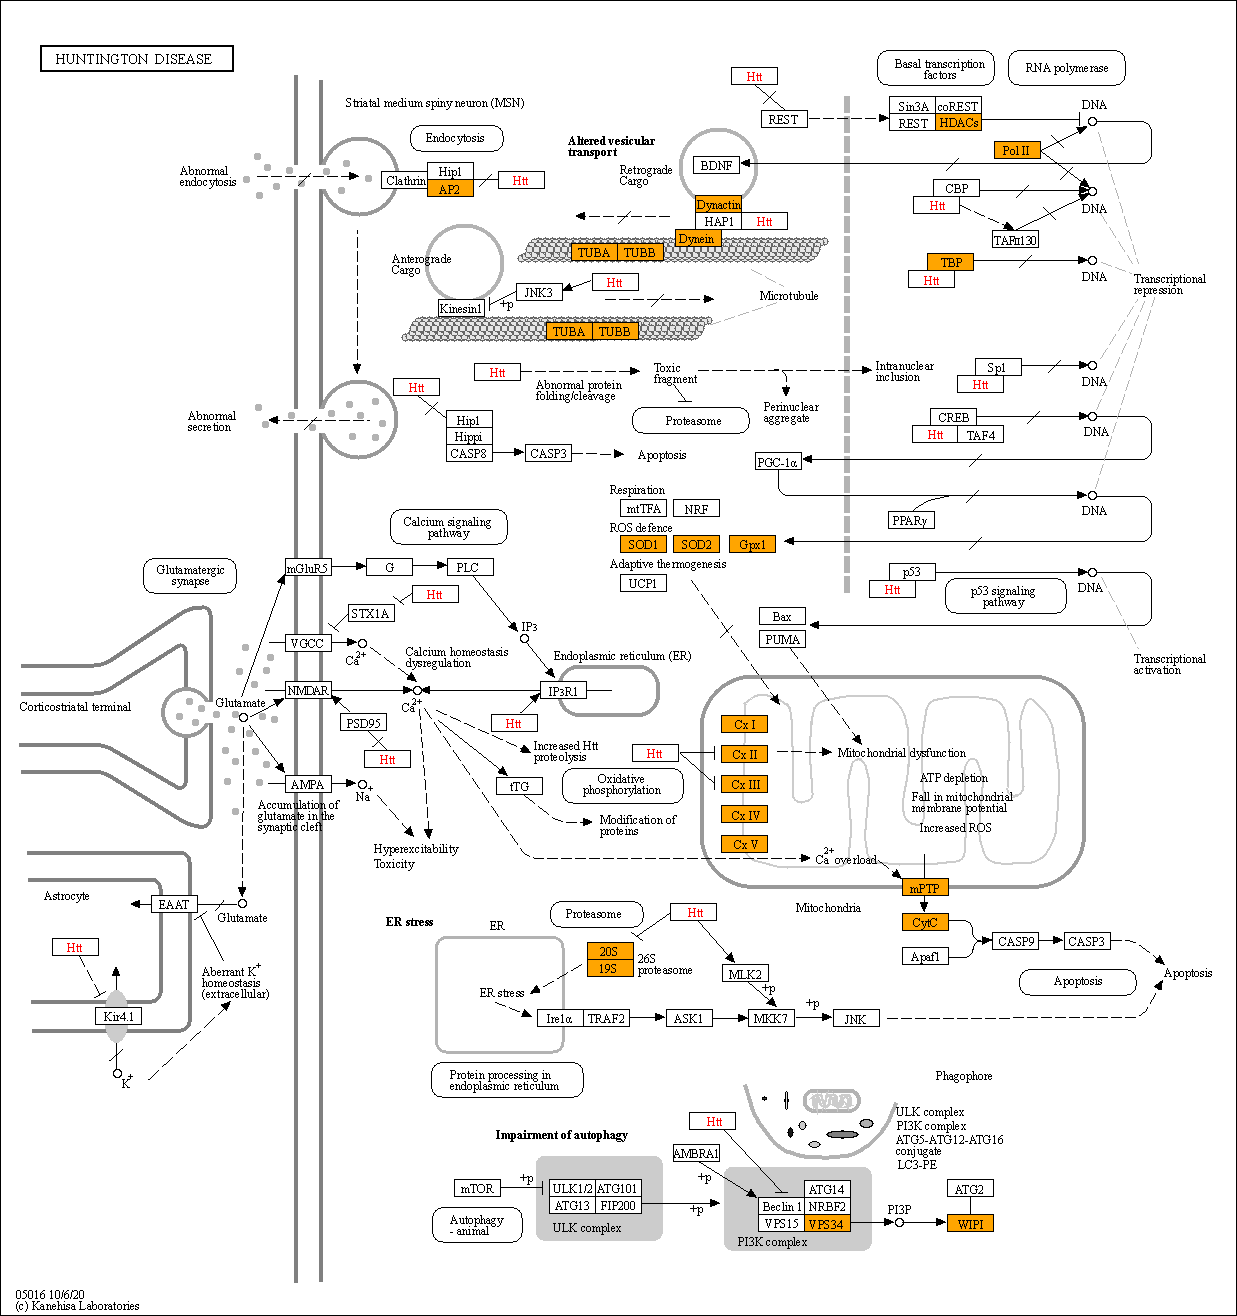 HUNTINGTON DISEASE
Striatal medium spiny neuron (MSN)
Endocytosis
Abnormal
endocytosis
Clathrin
Hip1
AP2
Htt
Altered vesicular
transport
Retrograde
Cargo
BDNF
Dynactin
HAP1
Htt
Dynein
TUBA
TUBB
Anterograde
Cargo
Kinesin1
+p
JNK3
Htt
Microtubule
TUBA
TUBB
Htt
REST
Basal transcription
factors
RNA polymerase
Sin3A
coREST
REST
HDACs
DNA
Pol II
CBP
Htt
TAFII130
DNA
TBP
Htt
DNA
Transcriptional
repression
Sp1
Htt
DNA
CREB
Htt
TAF4
DNA
PGC-1α
PPARγ
DNA
p53
Htt
p53 signaling
pathway
DNA
Transcriptional
activation
Abnormal
secretion
Htt
Hip1
Hippi
CASP8
CASP3
Apoptosis
Htt
Abnormal protein
folding/cleavage
Toxic
fragment
Proteasome
Perinuclear
aggregate
Intranuclear
inclusion
Respiration
mtTFA
NRF
ROS defence
SOD1
SOD2
Gpx1
Adaptive thermogenesis
UCP1
Bax
PUMA
Calcium signaling
pathway
Glutamatergic
synapse
mGluR5
G
PLC
Htt
STX1A
IP3
VGCC
Ca2+
Calcium homeostasis
dysregulation
Endoplasmic reticulum (ER)
NMDAR
Ca2+
IP3R1
Htt
Glutamate
Corticostriatal terminal
PSD95
Htt
Increased Htt
proteolysis
AMPA
Na+
tTG
Accumulation of
glutamate in the
synaptic cleft
Modification of
proteins
Hyperexcitability
Toxicity
Oxidative
phosphorylation
Htt
Cx I
Cx II
Cx III
Cx IV
Cx V
Mitochondrial dysfunction
ATP depletion
Fall in mitochondrial
membrane potential
Increased ROS
Ca2+ overload
mPTP
Mitochondria
CytC
Apaf1
CASP9
CASP3
Apoptosis
Apoptosis
Astrocyte
EAAT
Glutamate
Htt
Aberrant K+
homeostasis
(extracellular)
Kir4.1
K+
ER stress
ER
Proteasome
Htt
20S
19S
26S
proteasome
ER stress
MLK2
+p
Ire1α
TRAF2
ASK1
MKK7
+p
JNK
Protein processing in
endoplasmic reticulum
Phagophore
ULK complex
PI3K complex
ATG5-ATG12-ATG16
conjugate
LC3-PE
Impairment of autophagy
Htt
AMBRA1
+p
mTOR
+p
ULK1/2
ATG101
ATG13
FIP200
ULK complex
+p
ATG14
Beclin 1
NRBF2
VPS15
VPS34
PI3K complex
PI3P
ATG2
WIPI
Autophagy
- animal
05016 10/6/20
(c) Kanehisa Laboratories